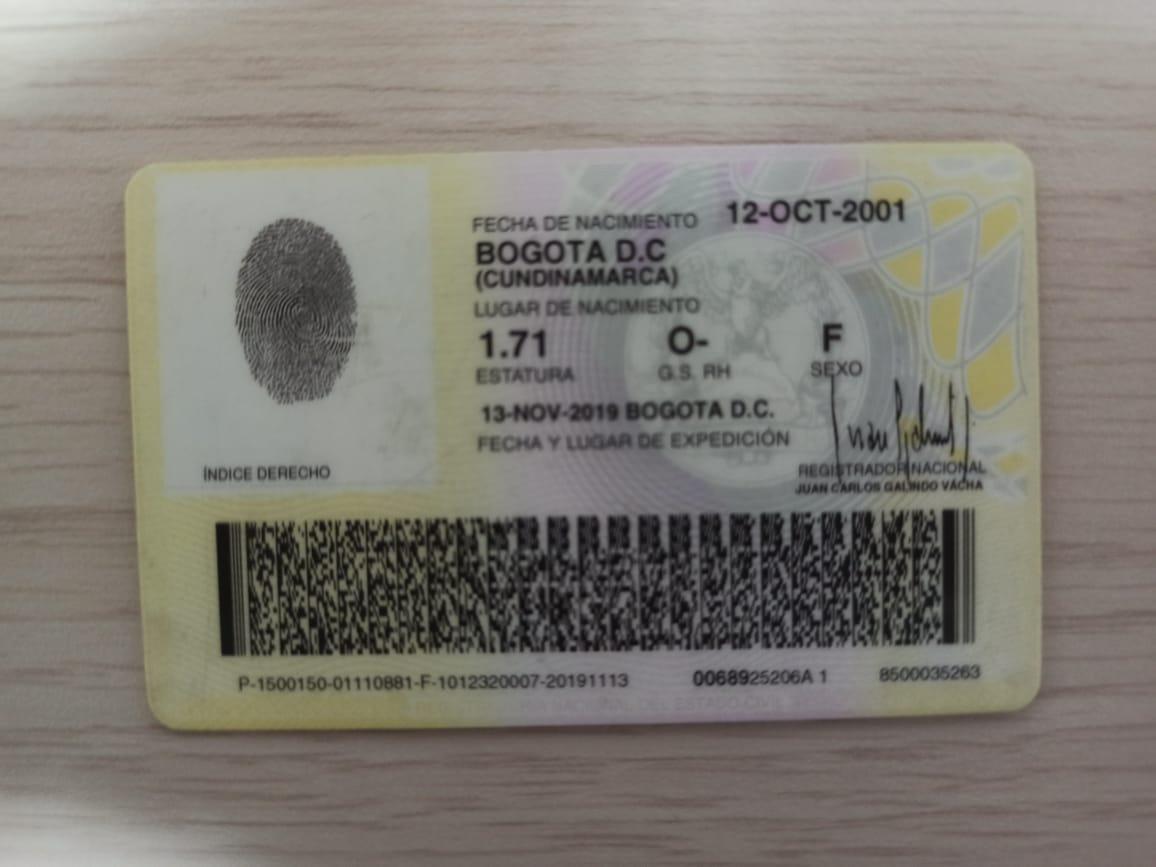 FECHA DE NACIMIENTO 12-OCT-2001
BOGOTA D.C
(CUNDINAMARCA)
LUGAR DE NACIMIENTO
1.71 O- F
ESTATURA G.S. RH SEXO
13-NOV-2019 BOGOTA D.C.
FECHA Y LUGAR DE EXPEDICIÓN
ÍNDICE DERECHO
REGISTRADOR NACIONAL
JUAN CARLOS GALINDO VACHA
P-1500150-01110881-F-1012320007-20191113 0068925206A 1 8500035263